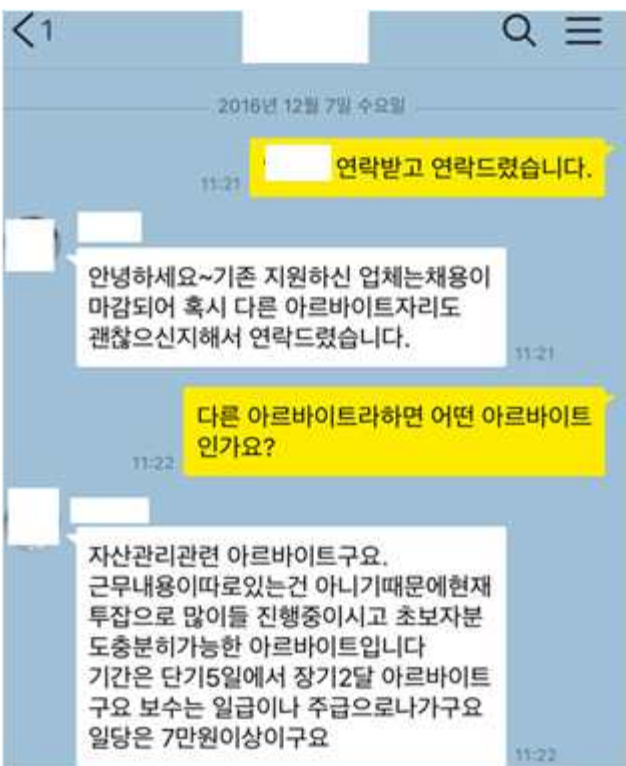 1
2016년 12월 7일 수요일
연락받고 연락드렸습니다.
11:21
안녕하세요~기존 지원하신 업체는채용이
마감되어 혹시 다른 아르바이트자리도
괜찮으신지해서 연락드렸습니다.
11:21
다른 아르바이트라하면 어떤 아르바이트
인가요?
11:22
자산관리관련 아르바이트구요.
근무내용이따로있는건 아니기때문에현재
투잡으로 많이들 진행중이시고 초보자분
도충분히가능한 아르바이트입니다
기간은 단기5일에서 장기2달 아르바이트
구요 보수는 일급이나 주급으로나가구요
일당은 7만원이상이구요
11:22